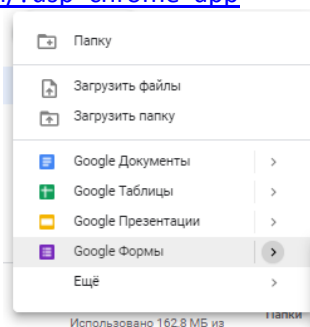 Папку
Загрузить файлы
Загрузить папку
Google Документы
Google Таблицы
Google Презентации
Google Формы
Ещё
Использовано 162,8 МБ из
Папки